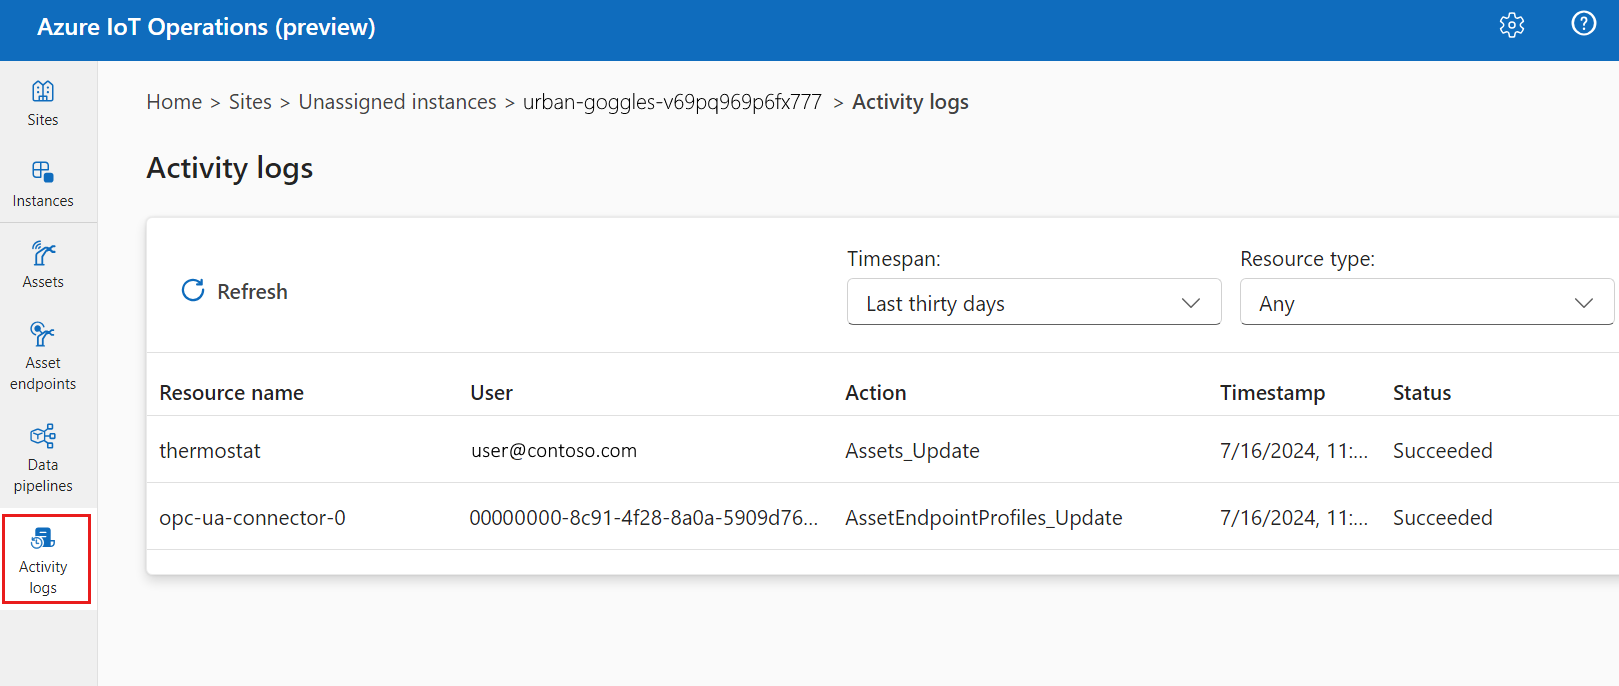 Azure IoT Operations (preview)
Sites
Instances
Assets
Asset
endpoints
Data
pipelines
Activity
logs
Home > Sites > Unassigned instances > urban-goggles-v69pq969p6fx777 > Activity logs
Activity logs
Refresh
Timespan:
Last thirty days
Resource type:
Any
Resource name User Action Timestamp Status
thermostat user@contoso.com Assets_Update 7/16/2024, 11:... Succeeded
opc-ua-connector-0 00000000-8c91-4f28-8a0a-5909d76... AssetEndpointProfiles_Update 7/16/2024, 11:... Succeeded